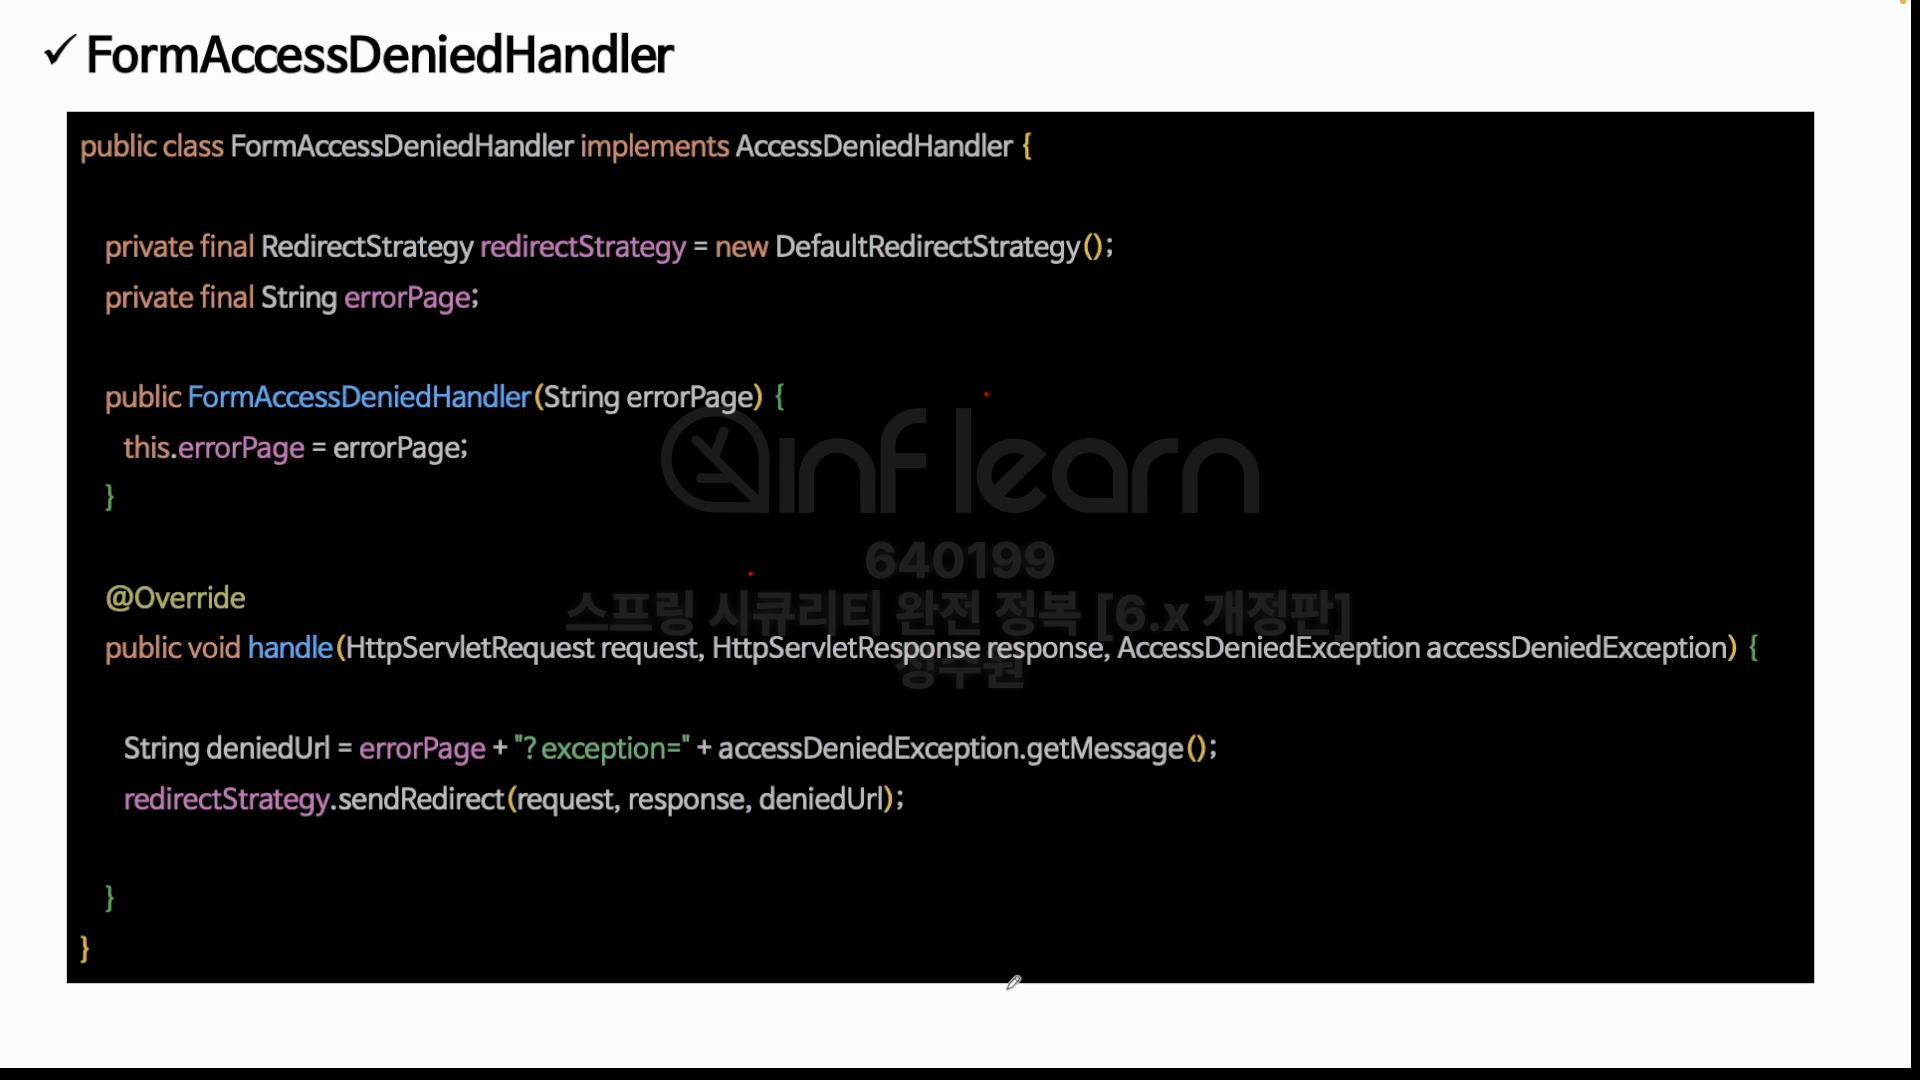 ✓ FormAccessDeniedHandler
public class FormAccessDeniedHandler implements AccessDeniedHandler {
private final RedirectStrategy redirectStrategy = new DefaultRedirectStrategy();
private final String errorPage;
public FormAccessDeniedHandler(String errorPage) {
this.errorPage = errorPage;
}
inflearn
640199
@Override
스프링 시큐리티 완전 정복 [6.x 개정판]
public void handle(HttpServletRequest request, HttpServletResponse response, AccessDeniedException accessDeniedException) {
정수원
String deniedUrl = errorPage + "?exception=" + accessDeniedException.getMessage();
redirectStrategy.sendRedirect(request, response, deniedUrl);
}
}